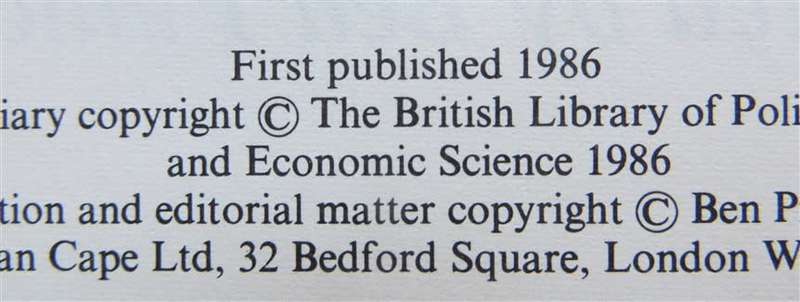 First published 1986
iary copyright © The British Library of Poli
and Economic Science 1986
tion and editorial matter copyright © Ben P
an Cape Ltd, 32 Bedford Square, London W